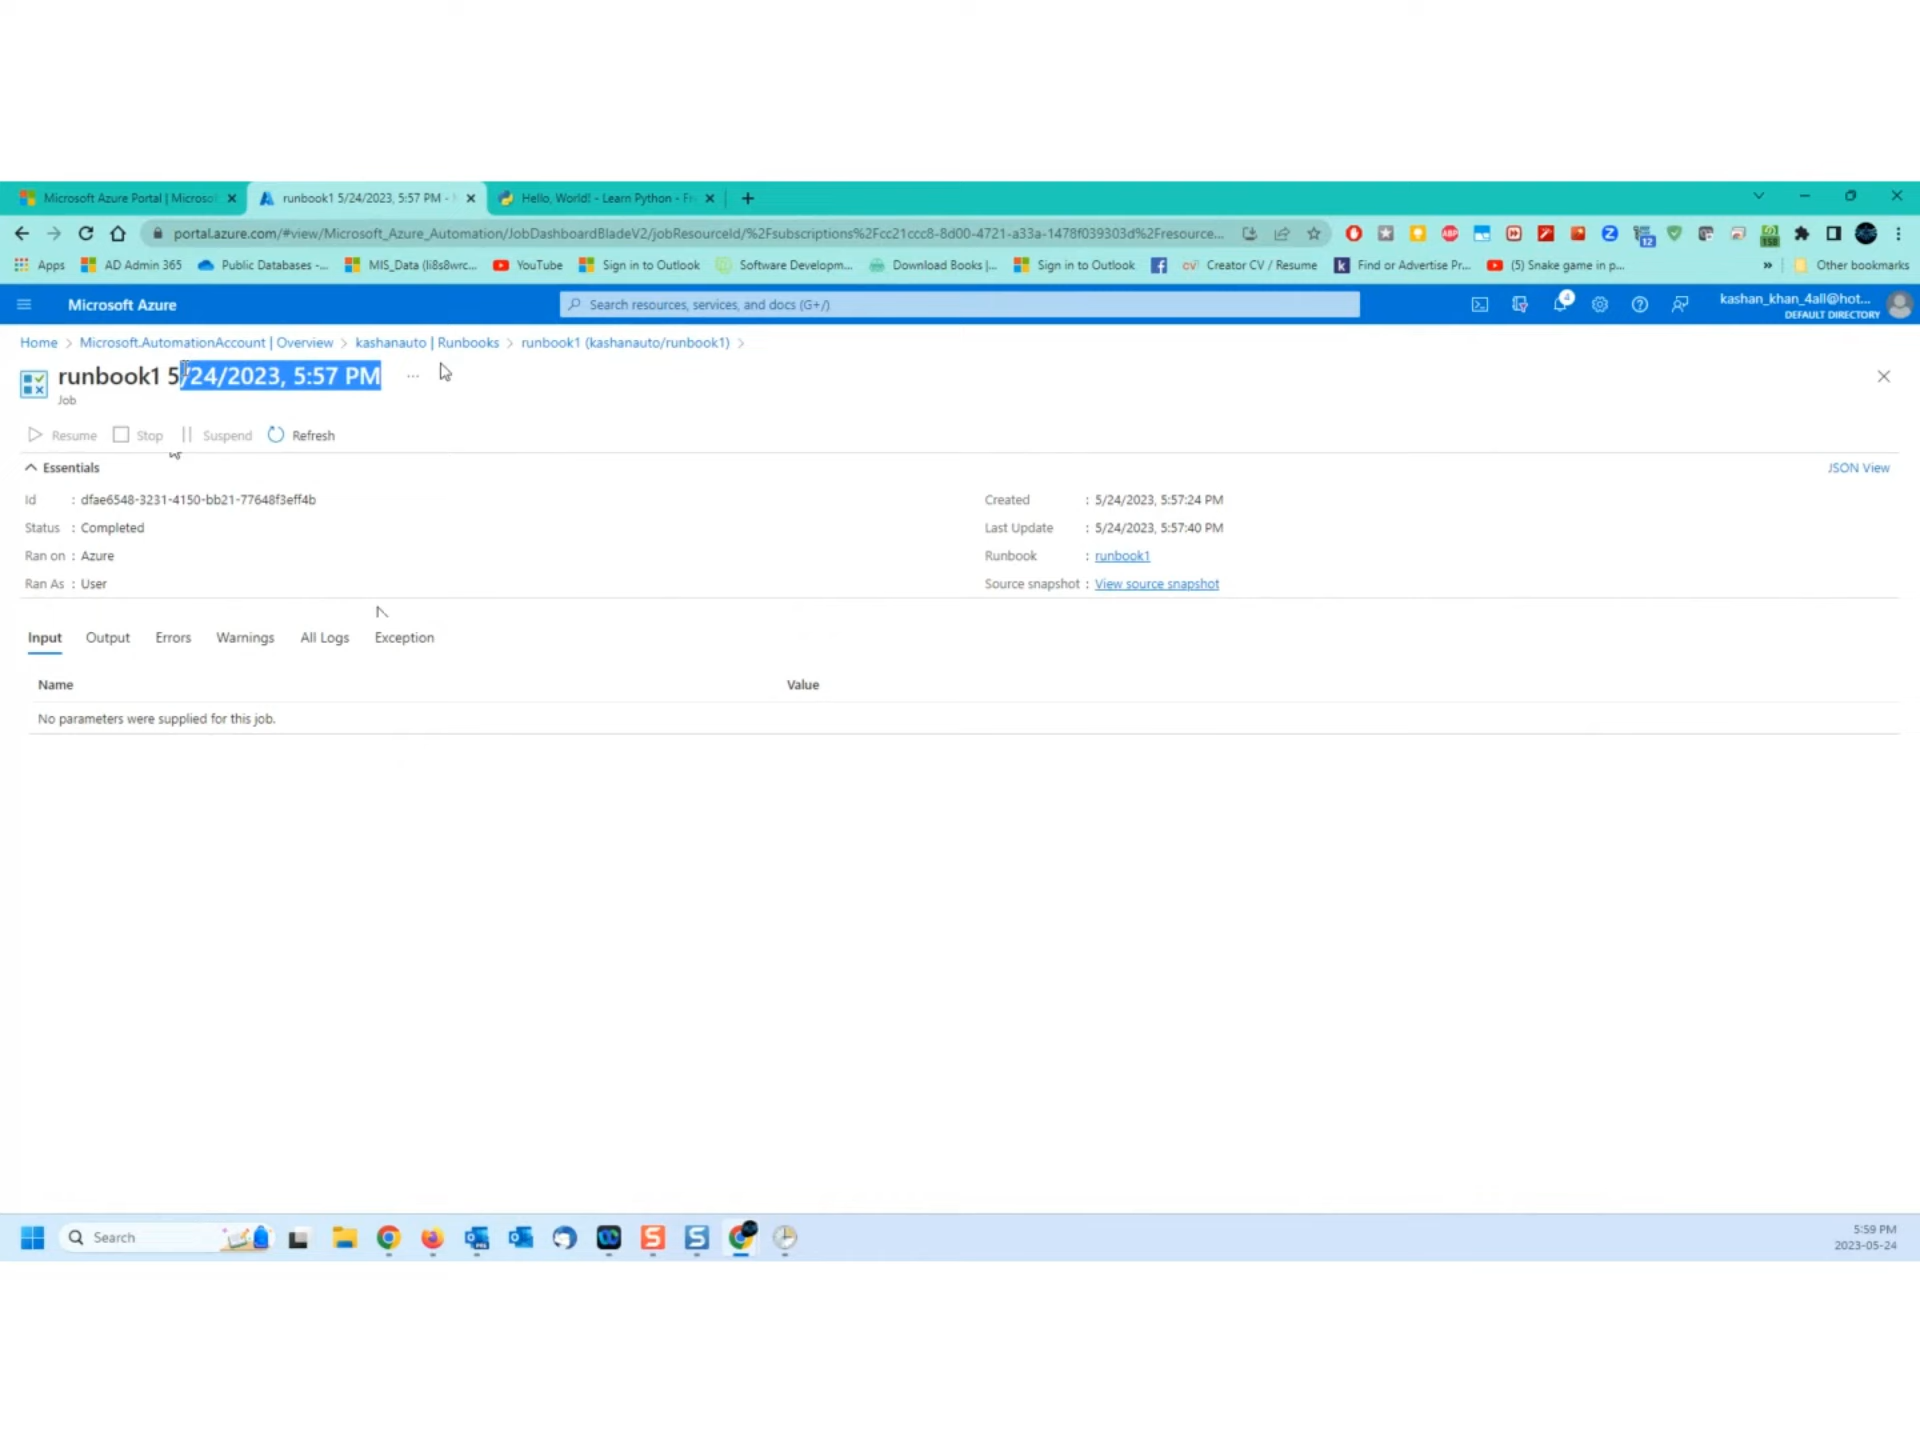 Microsoft Azure Portal | Microsof
runbook1 5/24/2023, 5:57 PM -
Hello, World! - Learn Python - Fr
portal.azure.com/#view/Microsoft_Azure_Automation/JobDashboardBladeV2/jobResourceId/%2Fsubscriptions%2Fcc21ccc8-8d00-4721-a33a-1478f039303d%2Fresource...
ABP
12
158
Apps
AD Admin 365
Public Databases -...
MIS_Data (li8s8wrc...
YouTube
Sign in to Outlook
Software Developm...
Download Books |...
Sign in to Outlook
Creator CV / Resume
Find or Advertise Pr...
(5) Snake game in p...
»
Other bookmarks
Microsoft Azure
Search resources, services, and docs (G+/)
4
kashan_khan_4all@hot...
DEFAULT DIRECTORY
Home > Microsoft.AutomationAccount | Overview > kashanauto | Runbooks > runbook1 (kashanauto/runbook1) >
runbook1 5/24/2023, 5:57 PM ...
Job
Resume
Stop
Suspend
Refresh
Essentials
JSON View
Id : dfae6548-3231-4150-bb21-77648f3eff4b
Created : 5/24/2023, 5:57:24 PM
Status : Completed
Last Update : 5/24/2023, 5:57:40 PM
Ran on : Azure
Runbook : runbook1
Ran As : User
Source snapshot : View source snapshot
Input
Output
Errors
Warnings
All Logs
Exception
Name
Value
No parameters were supplied for this job.
Search
5:59 PM
2023-05-24